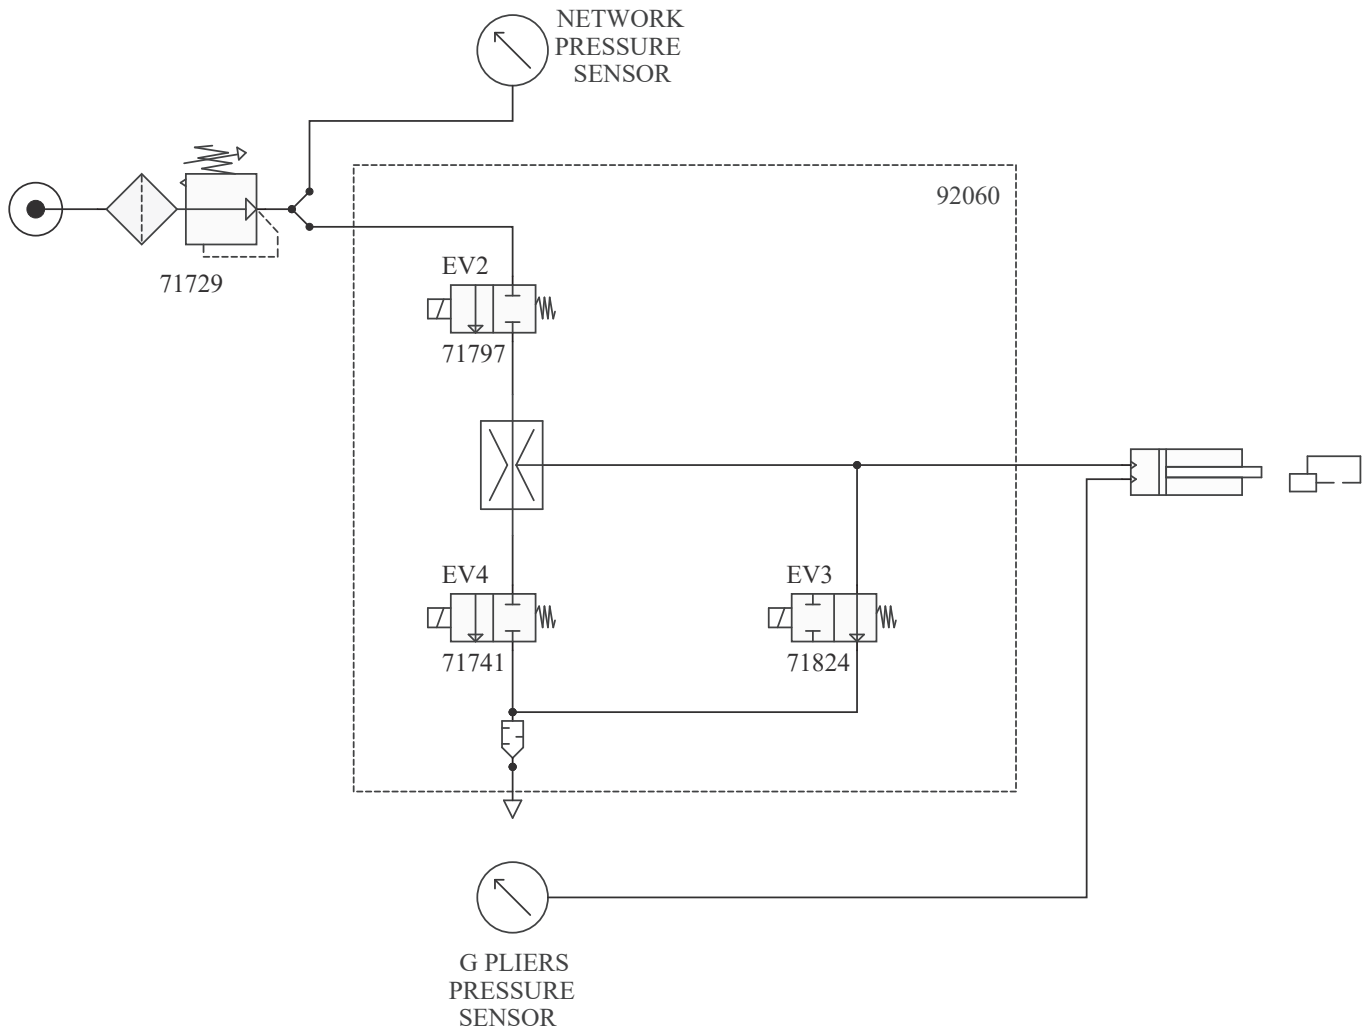 NETWORK
PRESSURE
SENSOR
92060
71729
EV2
71797
EV4
71741
EV3
71824
G PLIERS
PRESSURE
SENSOR